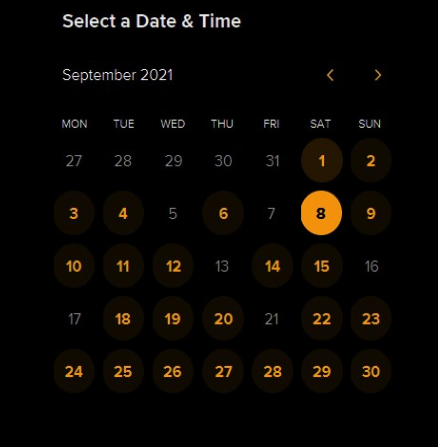 Select a Date & Time
September 2021
MON TUE WED THU FRI SAT SUN
27 28 29 30 31 1 2
3 4 5 6 7 8 9
10 11 12 13 14 15 16
17 18 19 20 21 22 23
24 25 26 27 28 29 30